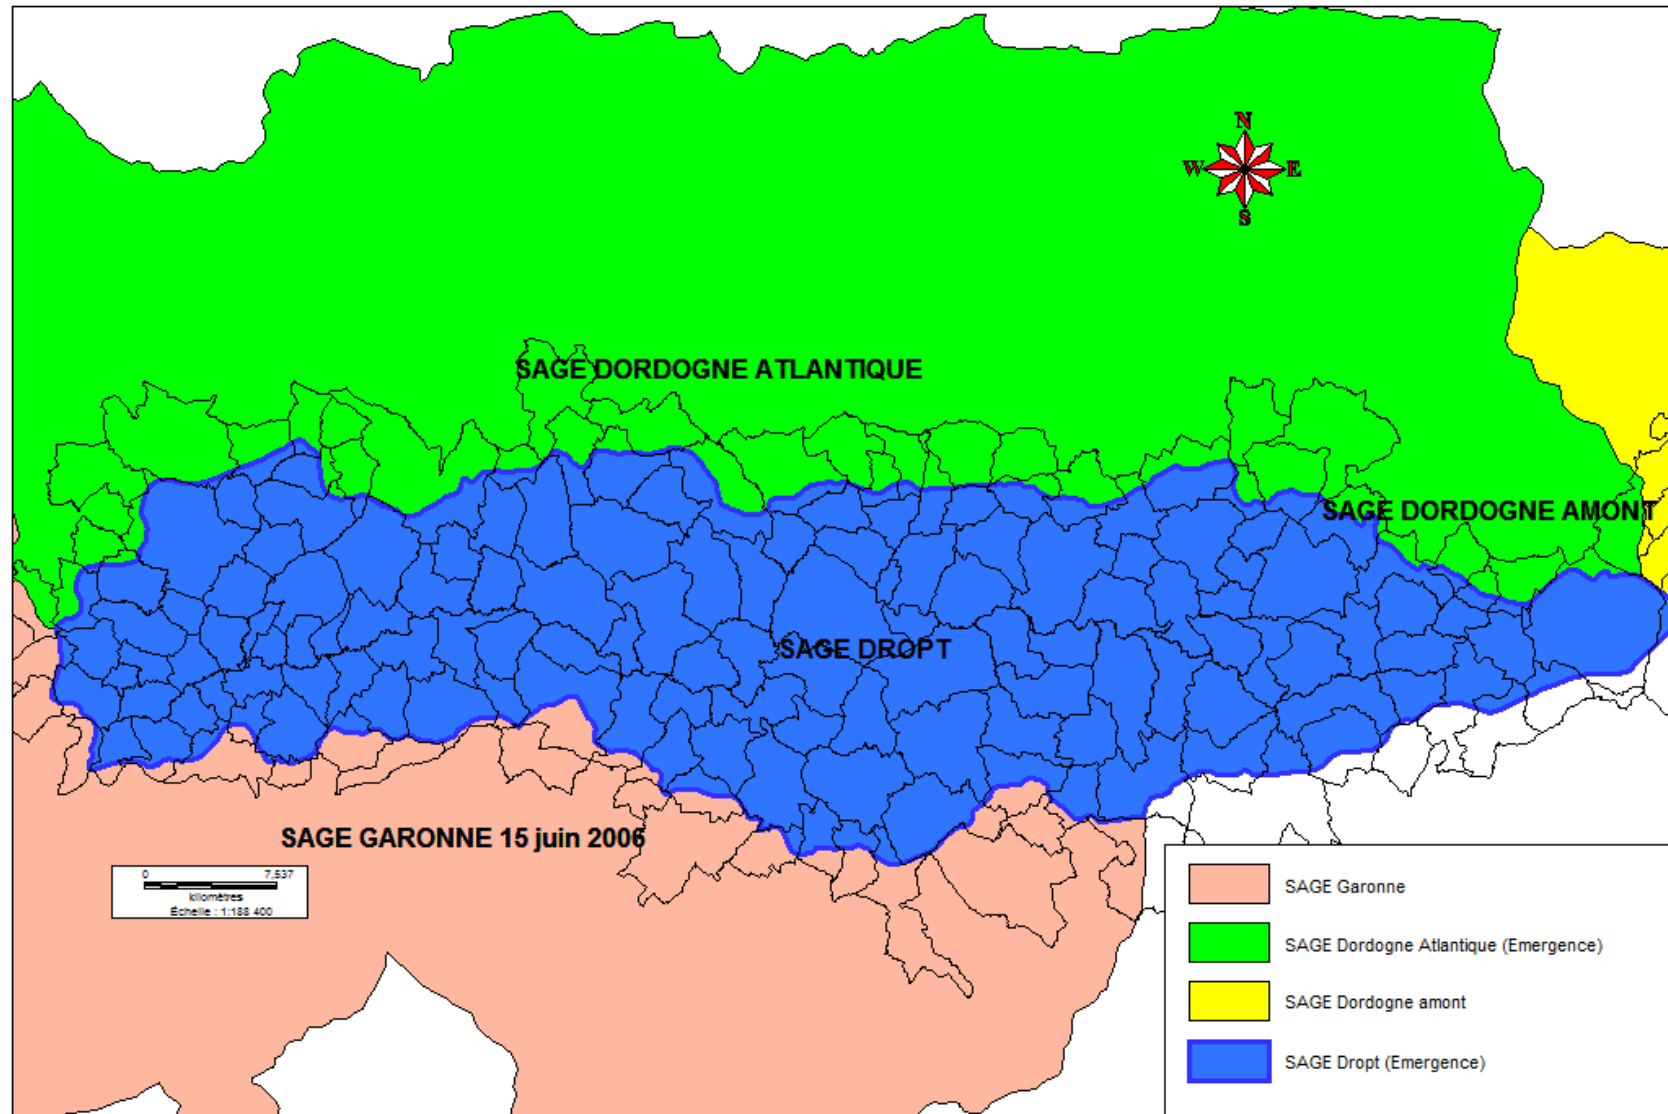 N
W E
S
SAGE DORDOGNE ATLANTIQUE
SAGE DORDOGNE AMONT
SAGE DROPT
SAGE GARONNE 15 juin 2006
0 7,537
kilomètres
Échelle : 1:188 400
SAGE Garonne
SAGE Dordogne Atlantique (Emergence)
SAGE Dordogne amont
SAGE Dropt (Emergence)